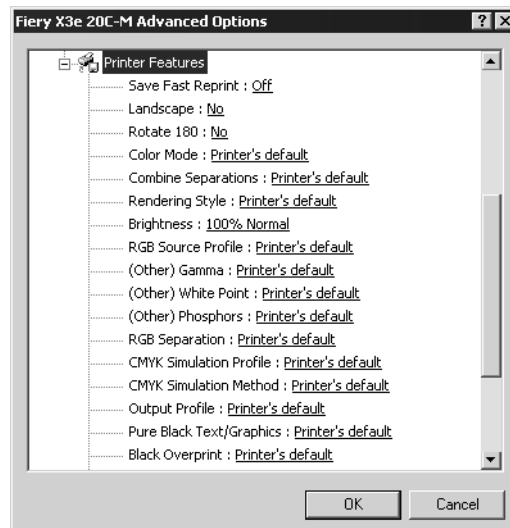 Fiery X3e 20C-M Advanced Options
Printer Features
Save Fast Reprint : Off
Landscape : No
Rotate 180 : No
Color Mode : Printer's default
Combine Separations : Printer's default
Rendering Style : Printer's default
Brightness : 100% Normal
RGB Source Profile : Printer's default
(Other) Gamma : Printer's default
(Other) White Point : Printer's default
(Other) Phosphors : Printer's default
RGB Separation : Printer's default
CMYK Simulation Profile : Printer's default
CMYK Simulation Method : Printer's default
Output Profile : Printer's default
Pure Black Text/Graphics : Printer's default
Black Overprint : Printer's default
OK Cancel